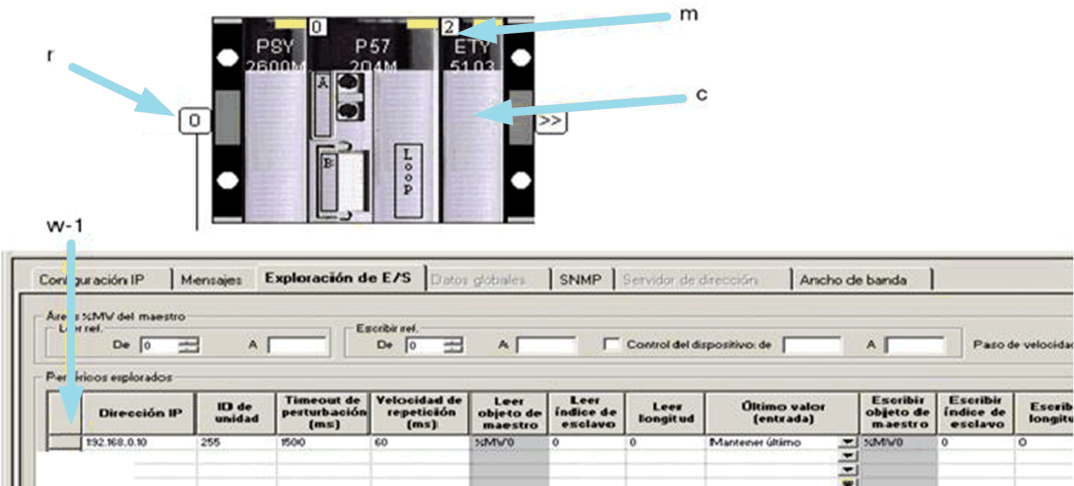 m
r
0 2
PSY P57 ETY
2600M 204M 5103
A
c
0 >>
B
Loop
w-1
Configuración IP Mensajes Exploración de E/S Datos globales SNMP Servidor de dirección Ancho de banda
Áreas %MW del maestro
Leer ref. Escribir ref.
De 0 A De 0 A Control del dispositivo: de A Paso de velocidad
Periféricos explorados
Dirección IP ID de unidad Timeout de perturbación (ms) Velocidad de repetición (ms) Leer objeto de maestro Leer índice de esclavo Leer longitud Último valor (entrada) Escribir objeto de maestro Escribir índice de esclavo Escrib longitu
192.168.0.10 255 1500 60 %MW0 0 0 Mantener último %MW0 0 0